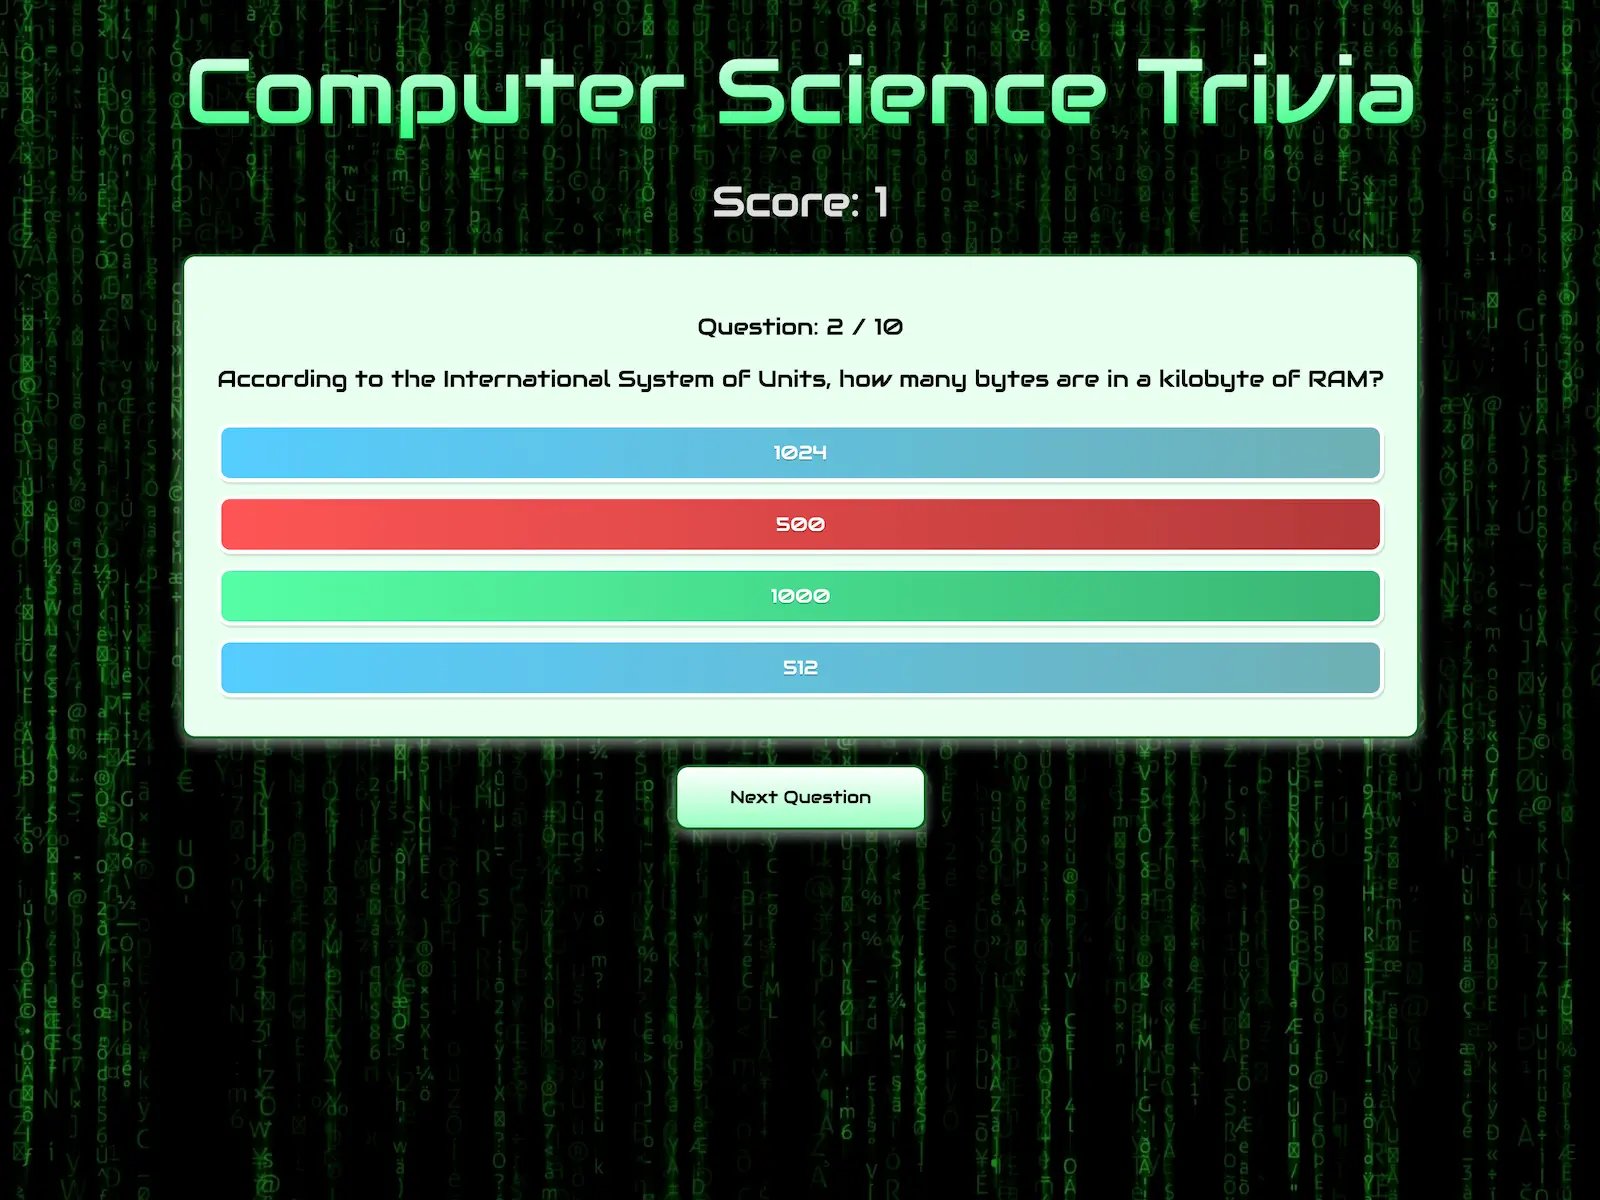 Computer Science Trivia
Score: 1
Question: 2 / 10
According to the International System of Units, how many bytes are in a kilobyte of RAM?
1024
500
1000
512
Next Question